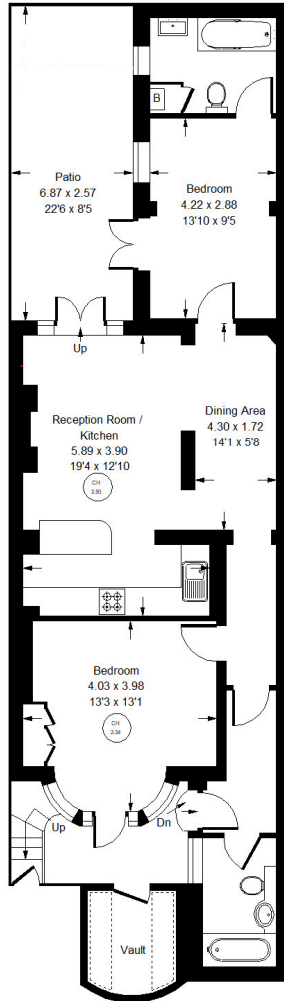 B
Patio
6.87 x 2.57
22'6 x 8'5
Bedroom
4.22 x 2.88
13'10 x 9'5
Up
Reception Room /
Kitchen
5.89 x 3.90
19'4 x 12'10
CH
2.50
Dining Area
4.30 x 1.72
14'1 x 5'8
Bedroom
4.03 x 3.98
13'3 x 13'1
CH
2.34
Up
Dn
Vault